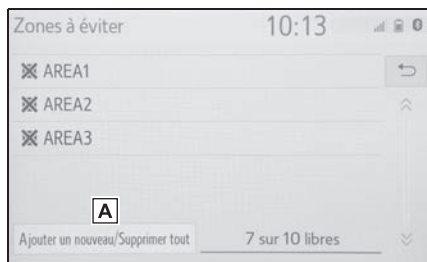 Zones à éviter 10:13
AREA1
AREA2
AREA3
A
Ajouter un nouveau/Supprimer tout 7 sur 10 libres